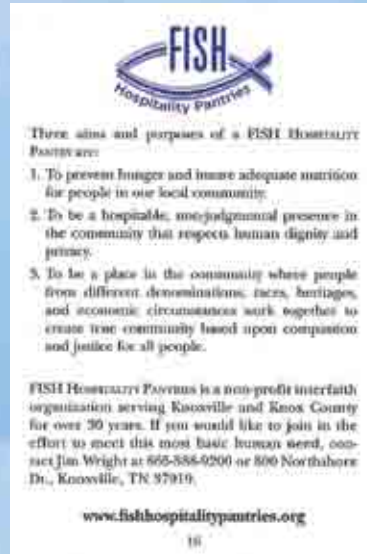 FISH
Hospitality Pantries
Three aims and purposes of a FISH HOSPITALITY
PANTRY are:
1. To prevent hunger and insure adequate nutrition
for people in our local community.
2. To be a hospitable, non-judgmental presence in
the community that respects human dignity and
privacy.
3. To be a place in the community where people
from different denominations, races, heritages,
and economic circumstances work together to
create true community based upon compassion
and justice for all people.
FISH HOSPITALITY PANTRIES is a non-profit interfaith
organization serving Knoxville and Knox County
for over 30 years. If you would like to join in the
effort to meet this most basic human need, con-
tact Jim Wright at 800 Northshore
Dr., Knoxville, TN 37919.
www.fishhospitalitypantries.org
16